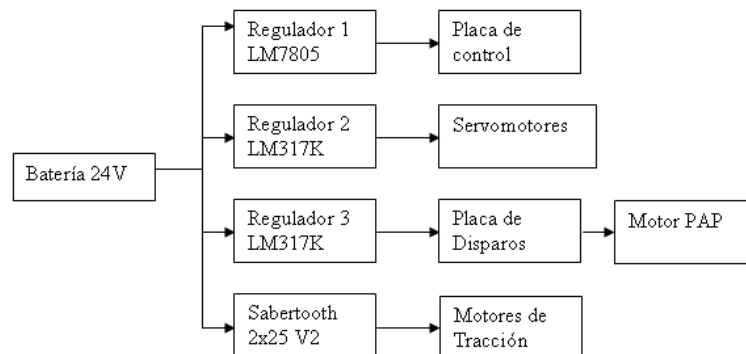 Regulador 1
LM7805
Placa de
control
Regulador 2
LM317K
Servomotores
Batería 24V
Regulador 3
LM317K
Placa de
Disparos
Motor PAP
Sabertooth
2x25 V2
Motores de
Tracción